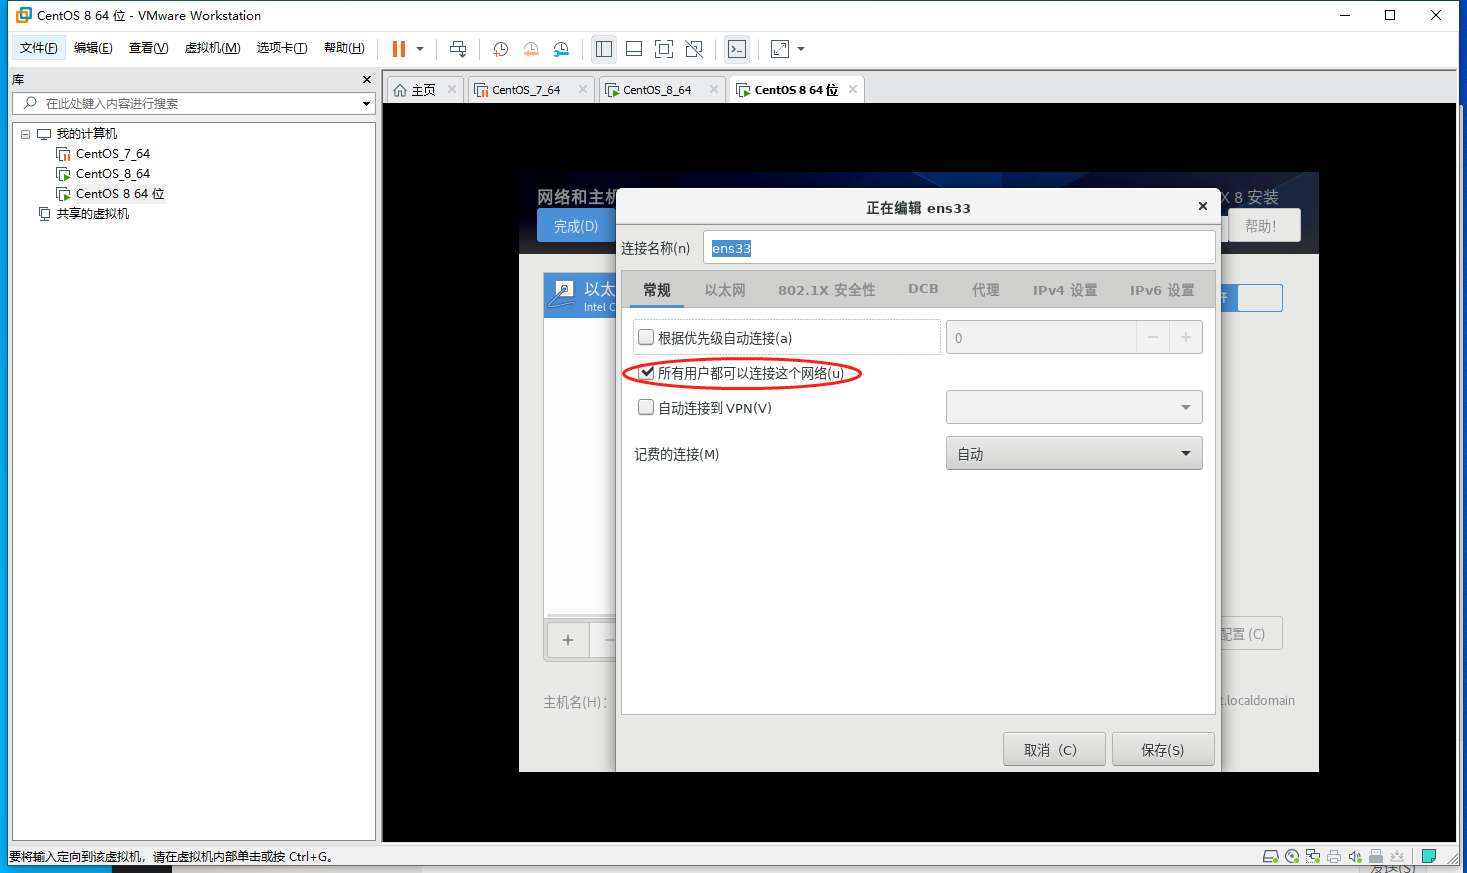 CentOS 8 64 位 - VMware Workstation
文件(F) 编辑(E) 查看(V) 虚拟机(M) 选项卡(T) 帮助(H)
库
在此处键入内容进行搜索
我的计算机
CentOS_7_64
CentOS_8_64
CentOS 8 64 位
共享的虚拟机
主页 CentOS_7_64 CentOS_8_64 CentOS 8 64 位
网络和主机
X 8 安装
完成(D)
帮助!
以太
Intel C
开
正在编辑 ens33
连接名称(n) ens33
常规 以太网 802.1X 安全性 DCB 代理 IPv4 设置 IPv6 设置
根据优先级自动连接(a) 0
所有用户都可以连接这个网络(u)
自动连接到 VPN(V)
记费的连接(M) 自动
配置 (C)
主机名(H):
t.localdomain
取消 (C) 保存(S)
要将输入定向到该虚拟机，请在虚拟机内部单击或按 Ctrl+G。
发送(S)